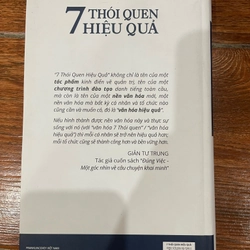 7 THÓI QUEN
HIỆU QUẢ
"7 Thói Quen Hiệu Quả" không chỉ là tên của một
tác phẩm kinh điển về quản trị, là tên của một
chương trình đào tạo danh tiếng toàn cầu,
mà còn là tên của một nền văn hóa mới, một
nền văn hóa mà bất kỳ cá nhân và tổ chức nào
cũng cần và muốn có, đó là "văn hóa hiệu quả".
Nếu hình thành được nền văn hóa này và thực sự
sống với nó (với "văn hóa 7 Thói quen" / "văn hóa
hiệu quả") thì mỗi cá nhân sẽ trở nên hiệu quả hơn,
mỗi tổ chức cũng sẽ thành công hơn và bền vững.
GIẢN TƯ TRUNG
Tác giả cuốn sách "Đúng Việc -
Một góc nhìn về câu chuyện khai minh"